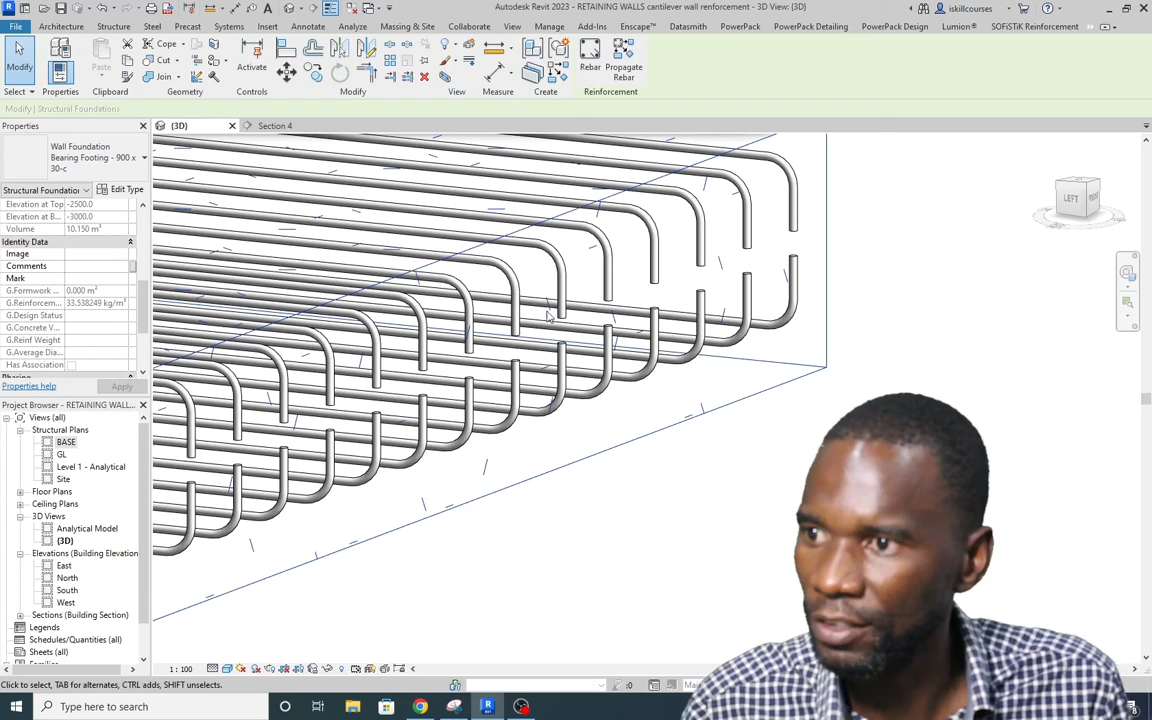 Autodesk Revit 2023 - RETAINING WALLS cantilever wall reinforcement - 3D View: {3D}
iskillcourses
File Architecture Structure Steel Precast Systems Insert Annotate Analyze Massing & Site Collaborate View Manage Add-Ins Enscape™ Datasmith PowerPack PowerPack Detailing PowerPack Design Lumion® SOFiSTiK Reinforcement
Modify
Paste
Cope
Cut
Join
Activate
Rebar
Propagate
Rebar
Select Properties Clipboard Geometry Controls Modify View Measure Create Reinforcement
Modify | Structural Foundations
Properties
{3D}
Section 4
Wall Foundation
Bearing Footing - 900 x
30-c
Structural Foundatio
Edit Type
Elevation at Top -2500.0
Elevation at B... -3000.0
Volume 10.150 m³
Identity Data
Image
Comments
Mark
G.Formwork ... 0.000 m²
G.Reinforcem... 33.538249 kg/m³
G.Design Status
G.Concrete V...
G.Reinf Weight
G.Average Dia...
Has Association
Properties help
Apply
Project Browser - RETAINING WALL...
Views (all)
Structural Plans
BASE
GL
Level 1 - Analytical
Site
Floor Plans
Ceiling Plans
3D Views
Analytical Model
{3D}
Elevations (Building Elevation
East
North
South
West
Sections (Building Section)
Legends
Schedules/Quantities (all)
Sheets (all)
LEFT
1 : 100
Click to select, TAB for alternates, CTRL adds, SHIFT unselects.
:0
Type here to search